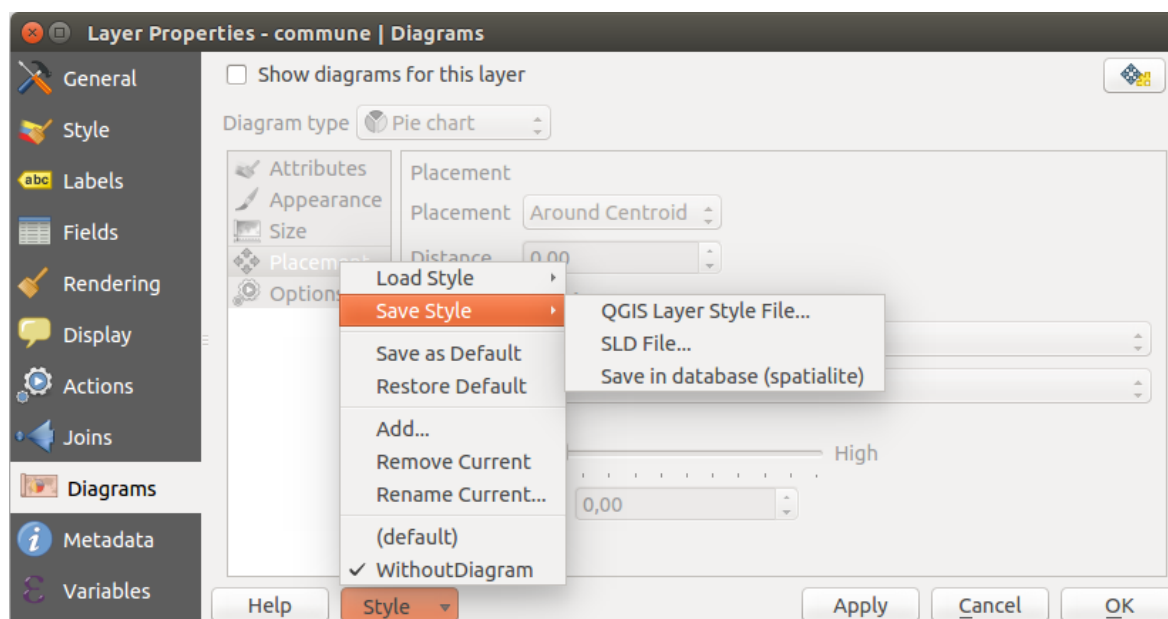 Layer Properties - commune | Diagrams
General
Style
abc Labels
Fields
Rendering
Display
Actions
Joins
Diagrams
Metadata
Variables
Show diagrams for this layer
Diagram type Pie chart
Attributes
Appearance
Size
Placement
Options
Placement
Placement Around Centroid
Distance 0,00
Load Style
Save Style
Save as Default
Restore Default
Add...
Remove Current
Rename Current...
(default)
WithoutDiagram
QGIS Layer Style File...
SLD File...
Save in database (spatialite)
High
0,00
Help
Style
Apply
Cancel
OK